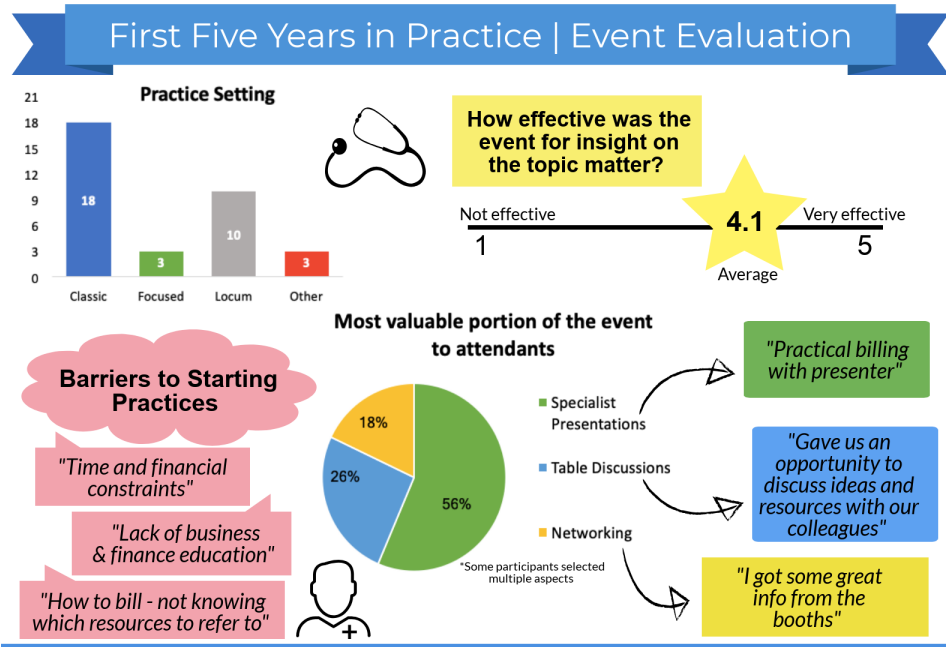 First Five Years in Practice | Event Evaluation
Practice Setting
21
18
15
12
9
6
3
0
18
3
10
3
Classic
Focused
Locum
Other
How effective was the
event for insight on
the topic matter?
Not effective
Very effective
4.1
1
5
Average
Barriers to Starting
Practices
"Time and financial
constraints"
"Lack of business
& finance education"
"How to bill - not knowing
which resources to refer to"
Most valuable portion of the event
to attendants
18%
26%
56%
Specialist
Presentations
Table Discussions
Networking
*Some participants selected
multiple aspects
"Practical billing
with presenter"
"Gave us an
opportunity to
discuss ideas and
resources with our
colleagues"
"I got some great
info from the
booths"